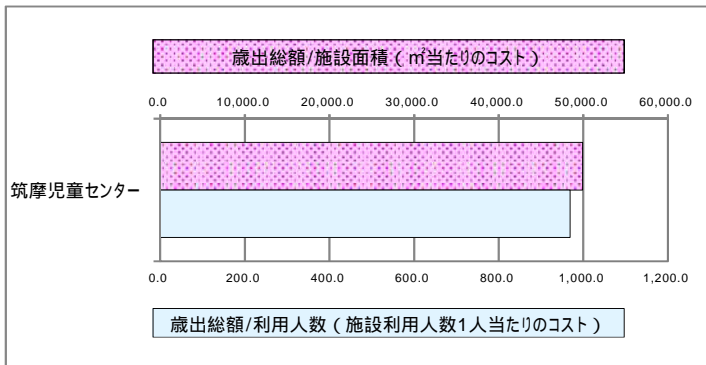 歳出総額/施設面積（㎡当たりのコスト）
0.0 10,000.0 20,000.0 30,000.0 40,000.0 50,000.0 60,000.0
筑摩児童センター
0.0 200.0 400.0 600.0 800.0 1,000.0 1,200.0
歳出総額/利用人数（施設利用人数1人当たりのコスト）